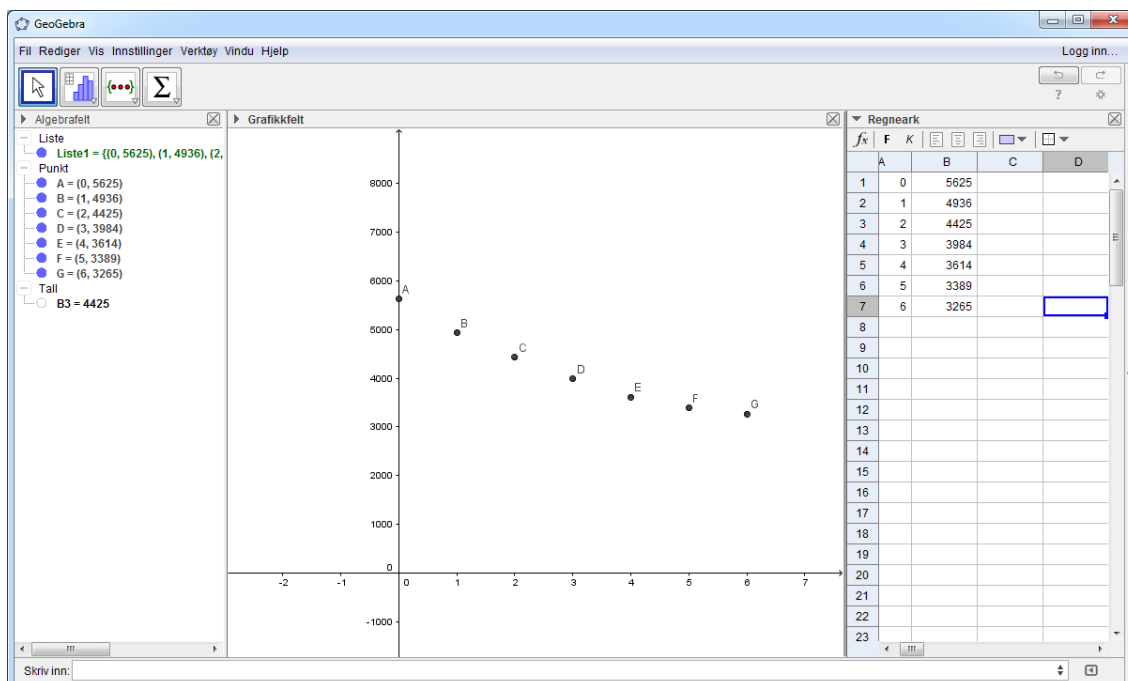 GeoGebra
Fil Rediger Vis Innstillinger Verktøy Vindu Hjelp Logg inn...
?
Algebrafelt
Liste
Liste1 = {(0, 5625), (1, 4936), (2,
Punkt
A = (0, 5625)
B = (1, 4936)
C = (2, 4425)
D = (3, 3984)
E = (4, 3614)
F = (5, 3389)
G = (6, 3265)
Tall
B3 = 4425
Grafikkfelt
8000
7000
6000
5000
4000
3000
2000
1000
0
-1000
-2 -1 0 1 2 3 4 5 6 7
A
B
C
D
E
F
G
Regneark
fx F K
A B C D
1 0 5625
2 1 4936
3 2 4425
4 3 3984
5 4 3614
6 5 3389
7 6 3265
8
9
10
11
12
13
14
15
16
17
18
19
20
21
22
23
Skriv inn: